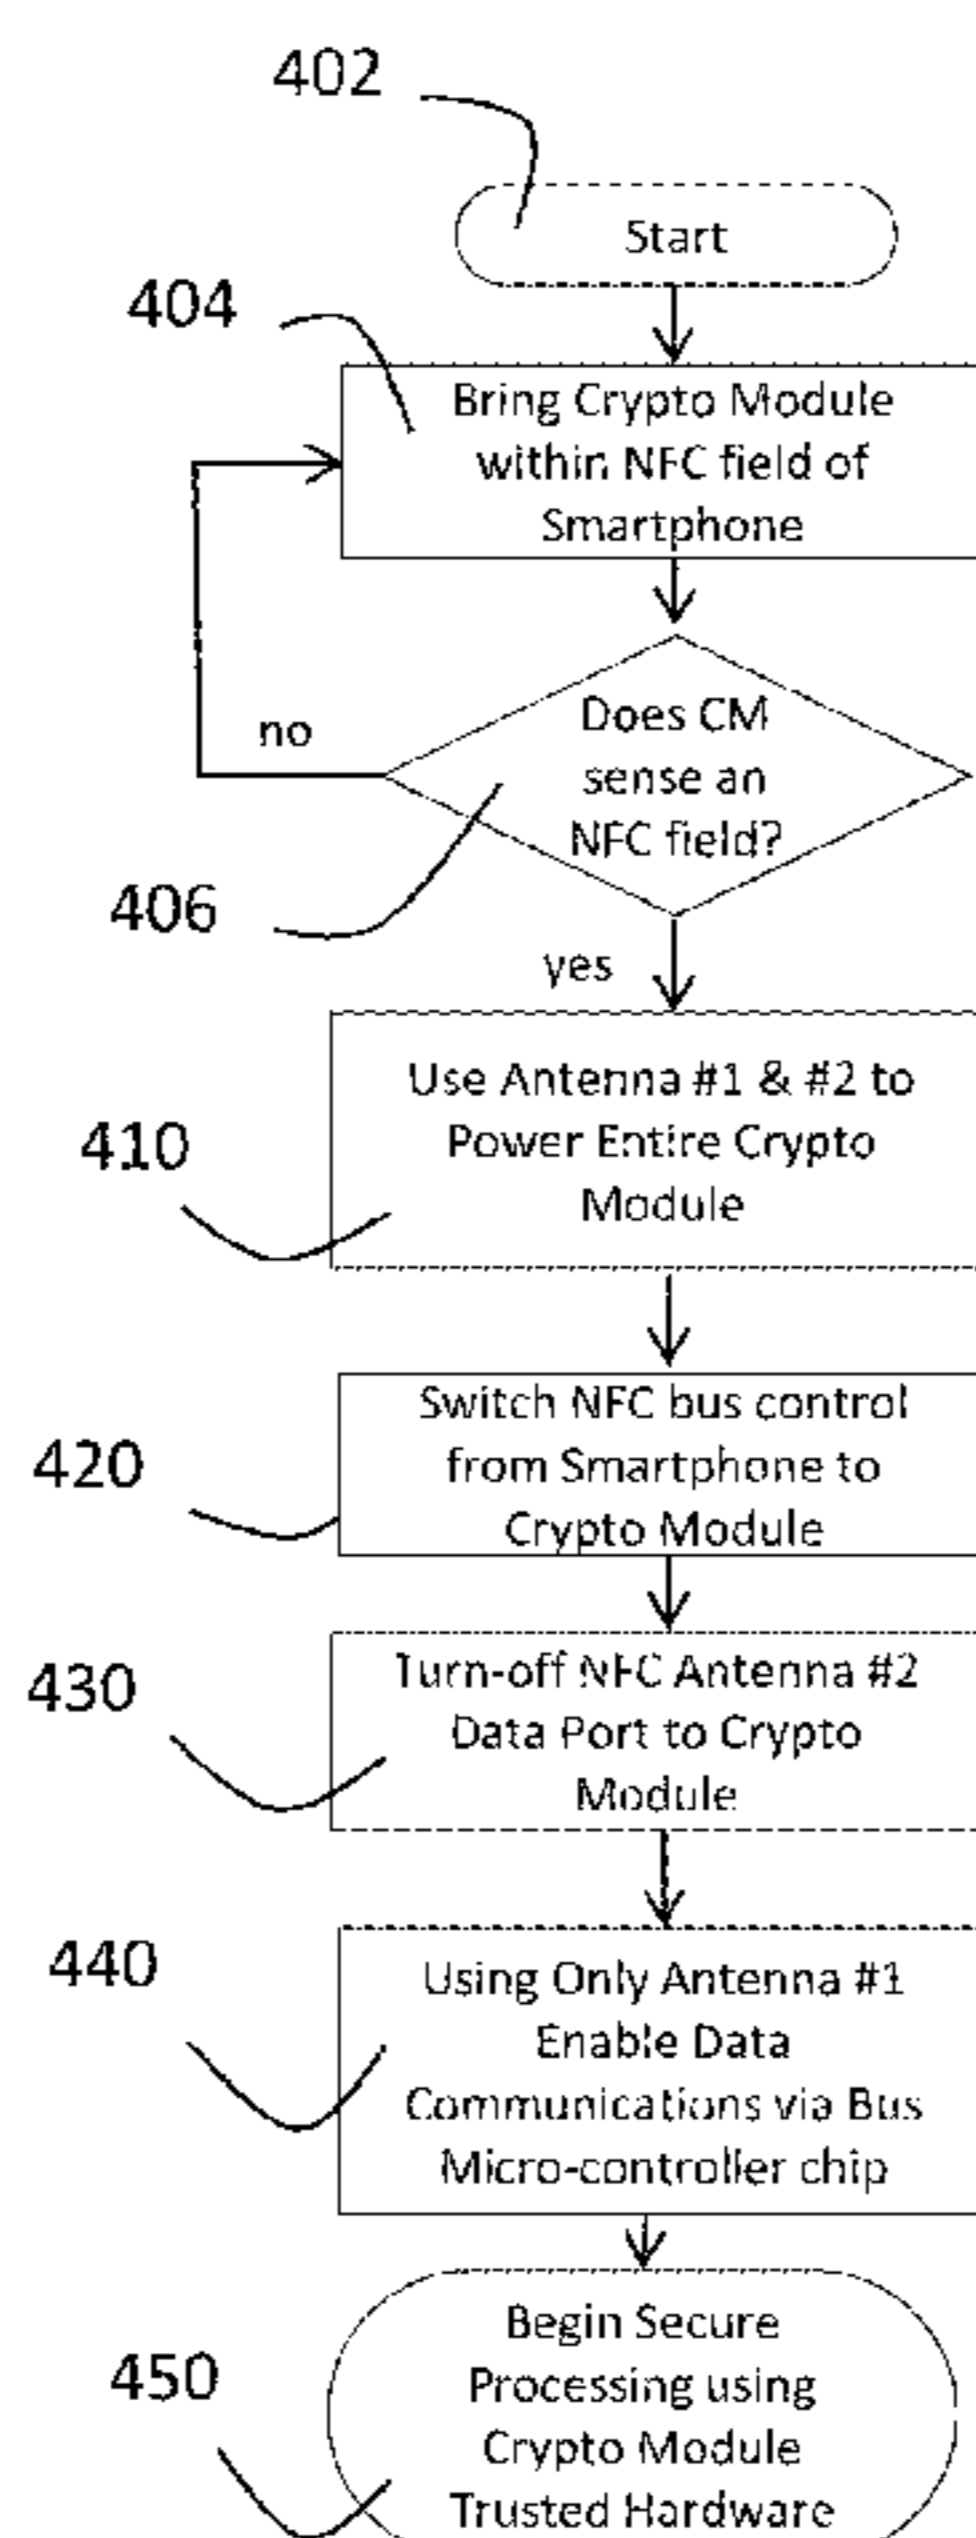 402
Start
404
Bring Crypto Module
within NFC field of
Smartphone
no
Does CM
sense an
NFC field?
406
yes
Use Antenna #1 & #2 to
Power Entire Crypto
Module
410
Switch NFC bus control
from Smartphone to
Crypto Module
420
Turn-off NFC Antenna #2
Data Port to Crypto
Module
430
Using Only Antenna #1
Enable Data
Communications via Bus
Micro-controller chip
440
Begin Secure
Processing using
Crypto Module
Trusted Hardware
450